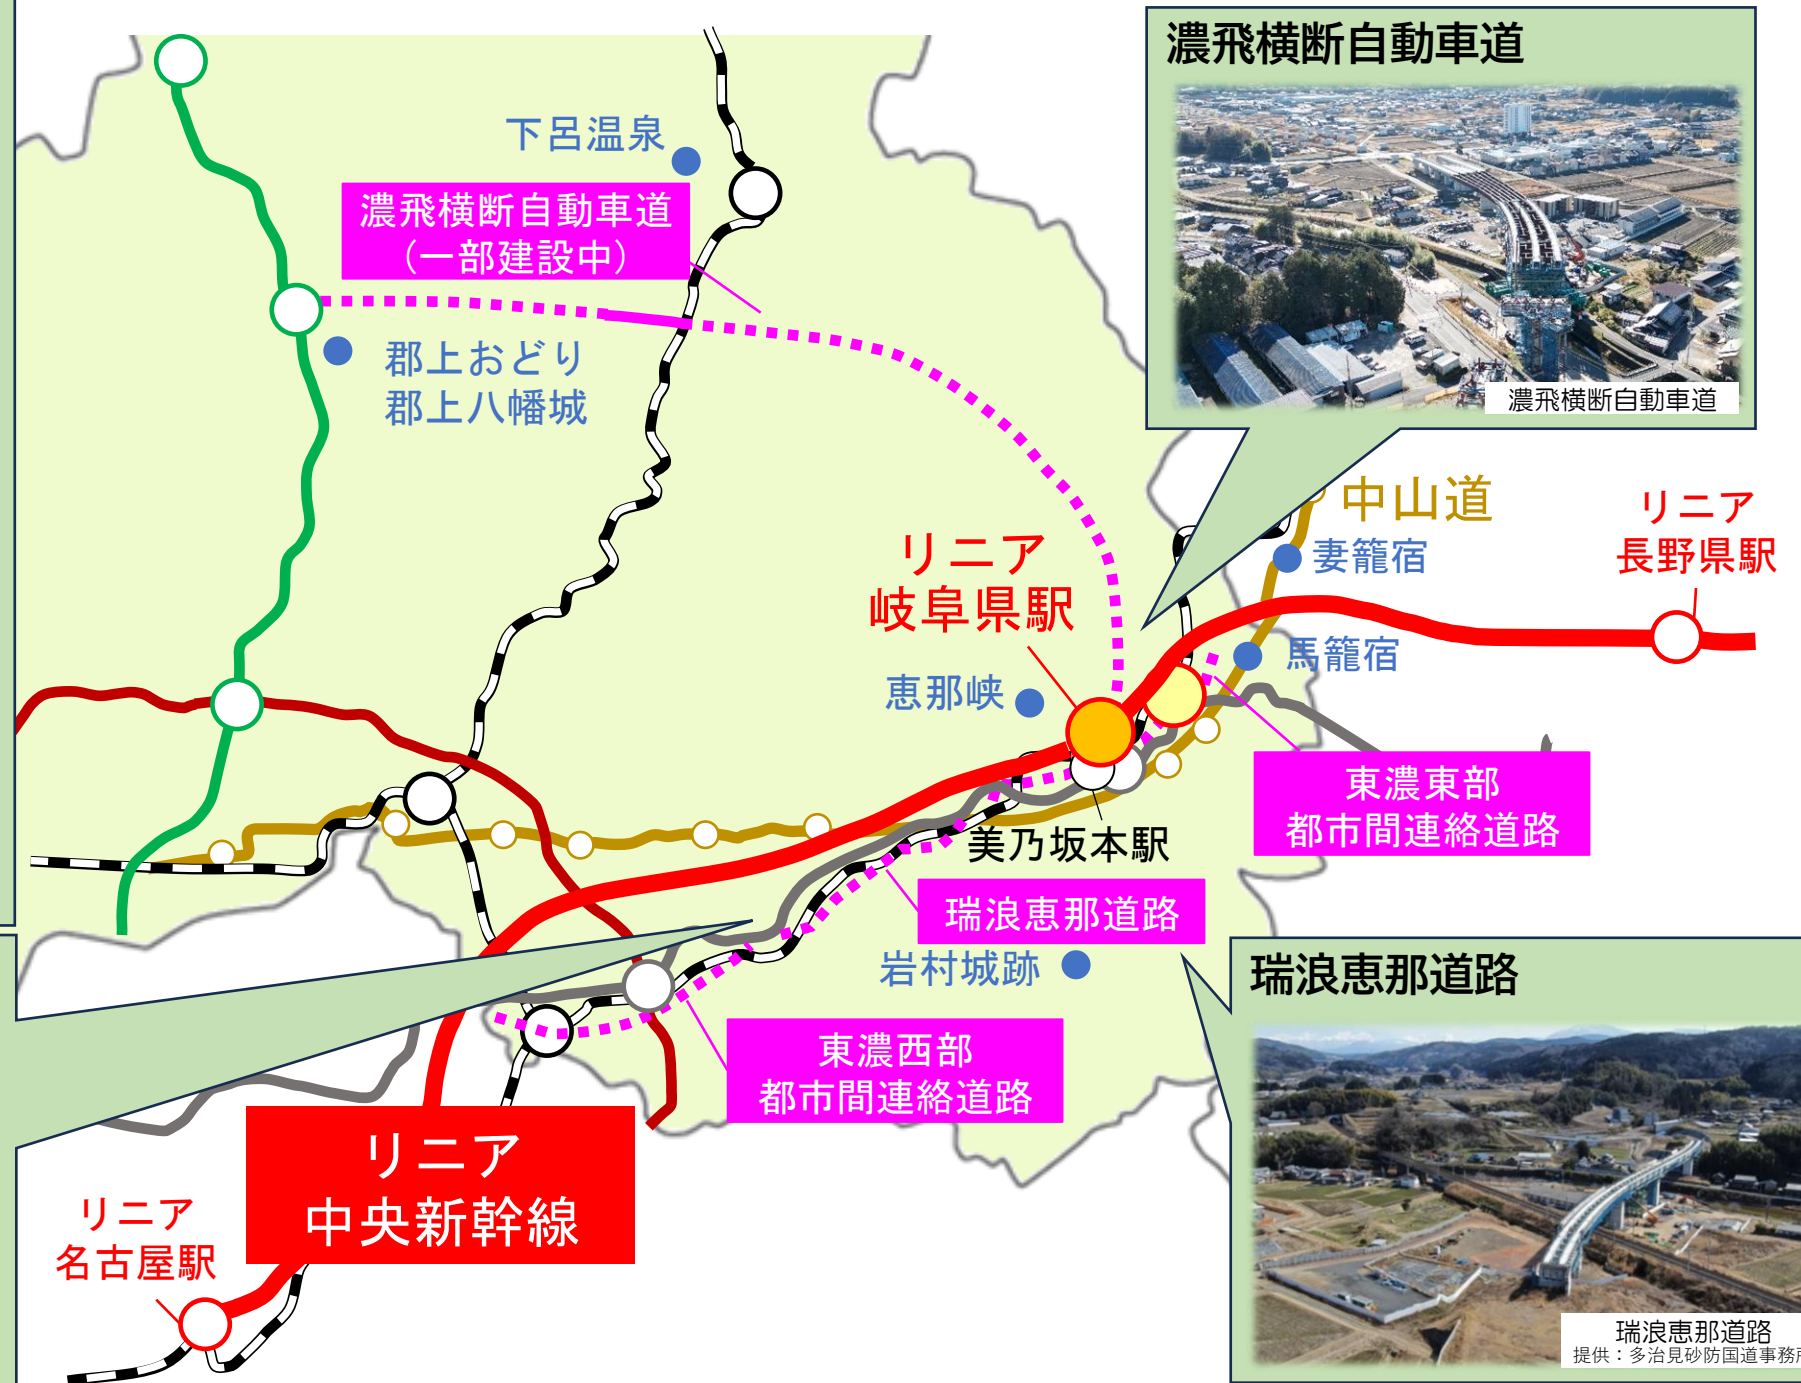 濃飛横断自動車道
濃飛横断自動車道
下呂温泉
濃飛横断自動車道
（一部建設中）
郡上おどり
郡上八幡城
中山道
妻籠宿
馬籠宿
リニア
長野県駅
リニア
岐阜県駅
恵那峡
東濃東部
都市間連絡道路
美乃坂本駅
瑞浪恵那道路
岩村城跡
東濃西部
都市間連絡道路
瑞浪恵那道路
瑞浪恵那道路
提供：多治見砂防国道事務
リニア
中央新幹線
リニア
名古屋駅